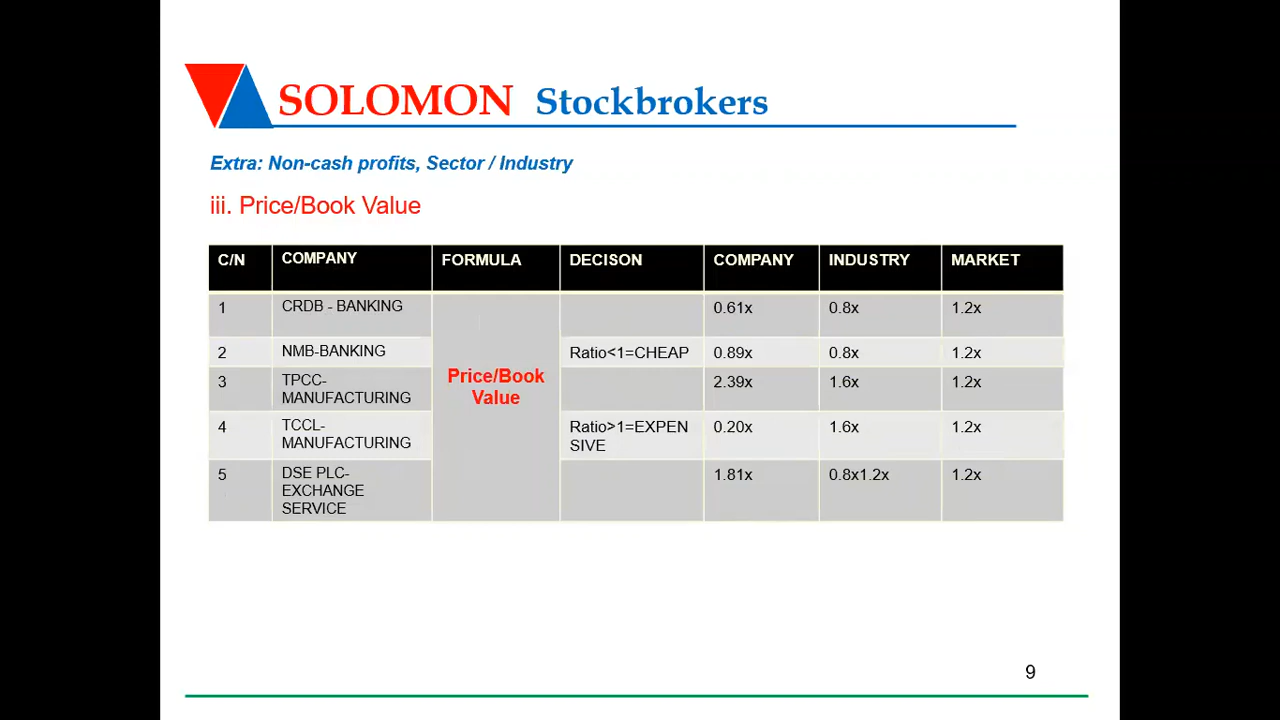 SOLOMON Stockbrokers
Extra: Non-cash profits, Sector / Industry
iii. Price/Book Value
C/N COMPANY FORMULA DECISON COMPANY INDUSTRY MARKET
1 CRDB - BANKING 0.61x 0.8x 1.2x
2 NMB-BANKING Ratio<1=CHEAP 0.89x 0.8x 1.2x
Price/Book
Value
3 TPCC- 2.39x 1.6x 1.2x
MANUFACTURING
4 TCCL- Ratio>1=EXPEN 0.20x 1.6x 1.2x
MANUFACTURING SIVE
5 DSE PLC- 1.81x 0.8x1.2x 1.2x
EXCHANGE
SERVICE
9